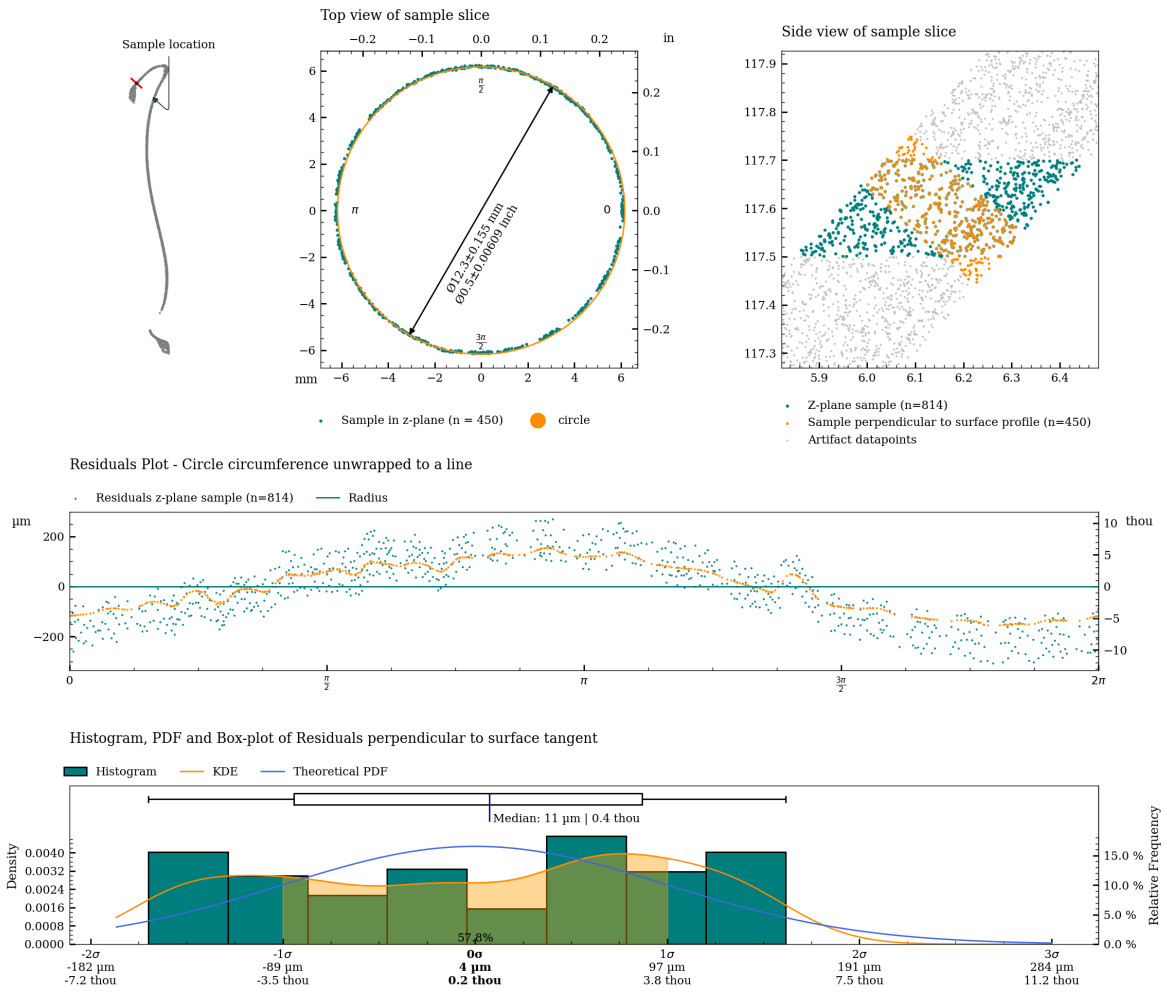 Sample location
Top view of sample slice
−0.2 −0.1 0.0 0.1 0.2 in
6 4 2 0 −2 −4 −6
0.2 0.1 0.0 −0.1 −0.2
π/2
π
0
3π/2
Ø12.3±0.155 mm
Ø0.5±0.00609 inch
mm −6 −4 −2 0 2 4 6
Sample in z-plane (n = 450) circle
Side view of sample slice
117.9
117.8
117.7
117.6
117.5
117.4
117.3
5.9 6.0 6.1 6.2 6.3 6.4
Z-plane sample (n=814)
Sample perpendicular to surface profile (n=450)
Artifact datapoints
Residuals Plot - Circle circumference unwrapped to a line
Residuals z-plane sample (n=814) Radius
µm thou
200 0 −200
10 5 0 −5 −10
0 π/2 π 3π/2 2π
Histogram, PDF and Box-plot of Residuals perpendicular to surface tangent
Histogram KDE Theoretical PDF
Median: 11 µm | 0.4 thou
Density
0.0040
0.0032
0.0024
0.0016
0.0008
0.0000
Relative Frequency
15.0 %
10.0 %
5.0 %
0.0 %
57.8%
-2σ -1σ 0σ 1σ 2σ 3σ
-182 µm -89 µm 4 µm 97 µm 191 µm 284 µm
-7.2 thou -3.5 thou 0.2 thou 3.8 thou 7.5 thou 11.2 thou